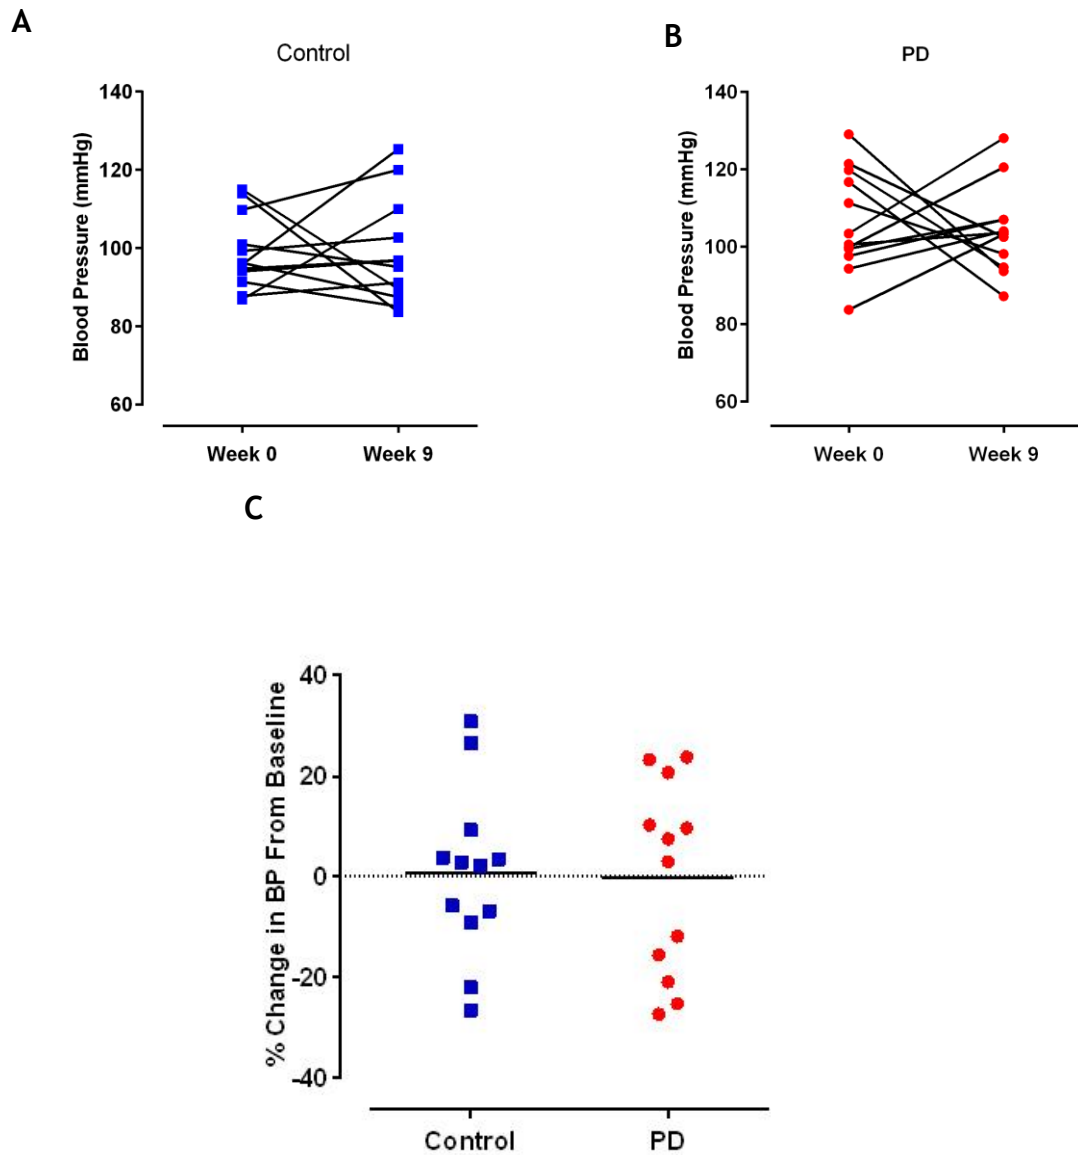 A
Control
Blood Pressure (mmHg)
140
120
100
80
60
Week 0 Week 9
B
PD
Blood Pressure (mmHg)
140
120
100
80
60
Week 0 Week 9
C
% Change in BP From Baseline
40
20
0
-20
-40
Control PD